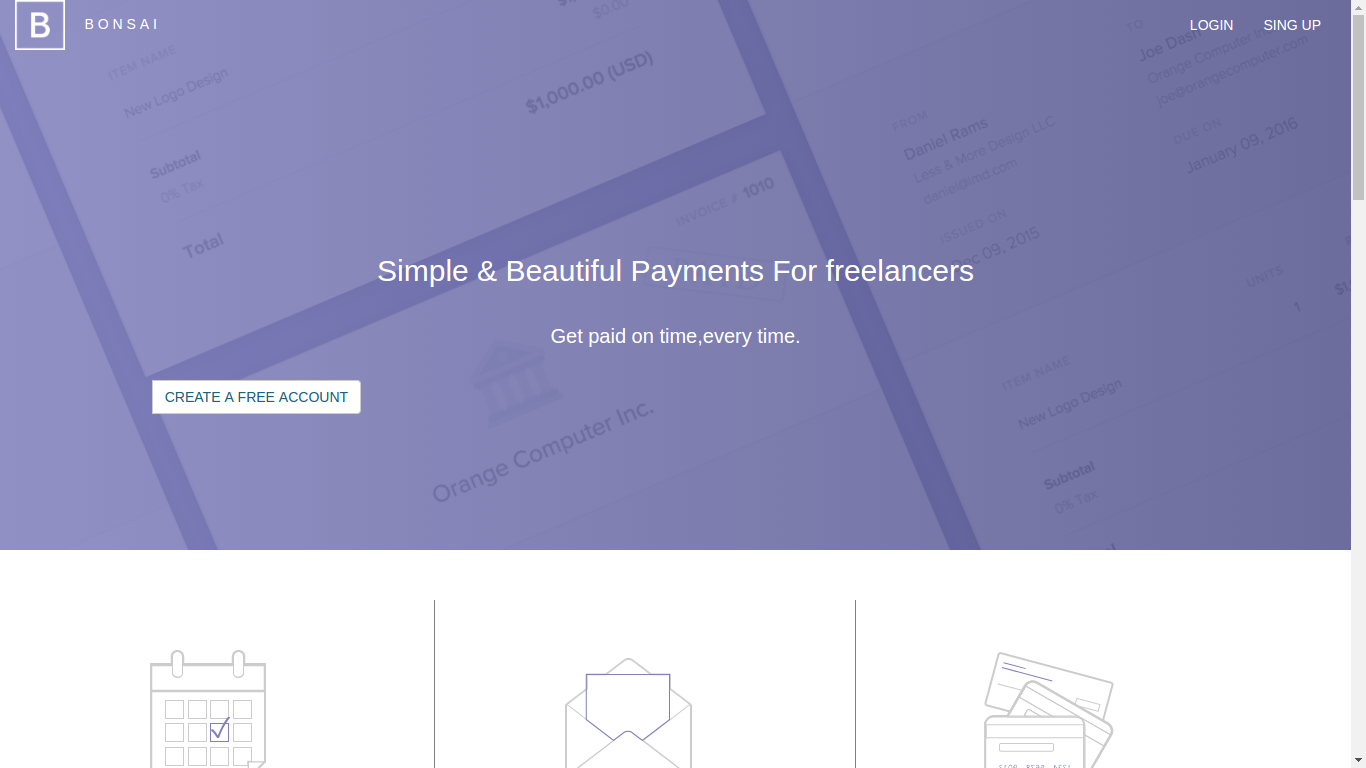 B
BONSAI
LOGIN
SING UP
ITEM NAME
New Logo Design
$0.00
$1,000.00 (USD)
Subtotal
0% Tax
Total
INVOICE # 1010
TO
Joe Dash
Orange Computer Inc.
joe@orangecomputer.com
FROM
Daniel Rams
Less & More Design LLC
daniel@lmd.com
DUE ON
January 09, 2016
ISSUED ON
Dec 09, 2015
Simple & Beautiful Payments For freelancers
Get paid on time,every time.
CREATE A FREE ACCOUNT
Orange Computer Inc.
UNITS
1
ITEM NAME
New Logo Design
Subtotal
0% Tax